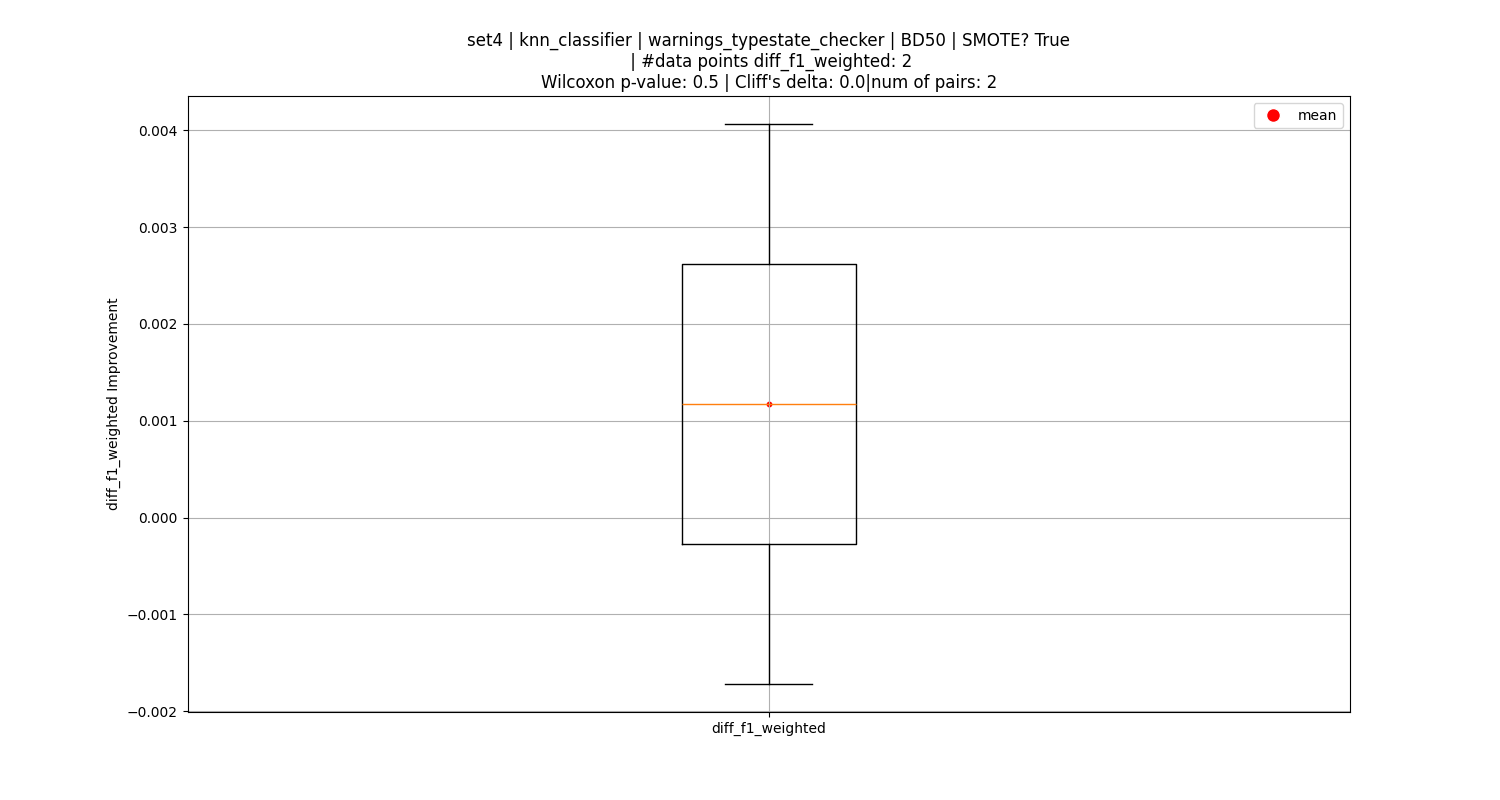 set4 | knn_classifier | warnings_typestate_checker | BD50 | SMOTE? True
| #data points diff_f1_weighted: 2
Wilcoxon p-value: 0.5 | Cliff's delta: 0.0|num of pairs: 2
mean
0.004
0.003
0.002
0.001
0.000
−0.001
−0.002
diff_f1_weighted Improvement
diff_f1_weighted